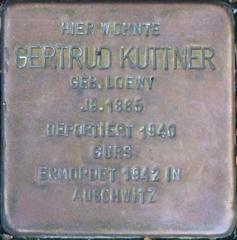 HIER WOHNTE
GERTRUD KUTTNER
GEB. LOEWY
JG. 1885
DEPORTIERT 1940
GURS
ERMORDET 1942 IN
AUSCHWITZ